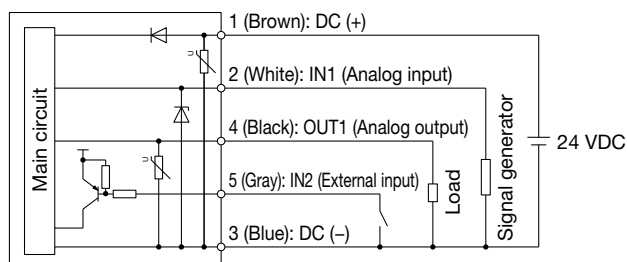 Main circuit
1 (Brown): DC (+)
2 (White): IN1 (Analog input)
4 (Black): OUT1 (Analog output)
5 (Gray): IN2 (External input)
3 (Blue): DC (−)
Load
Signal generator
24 VDC
U
U